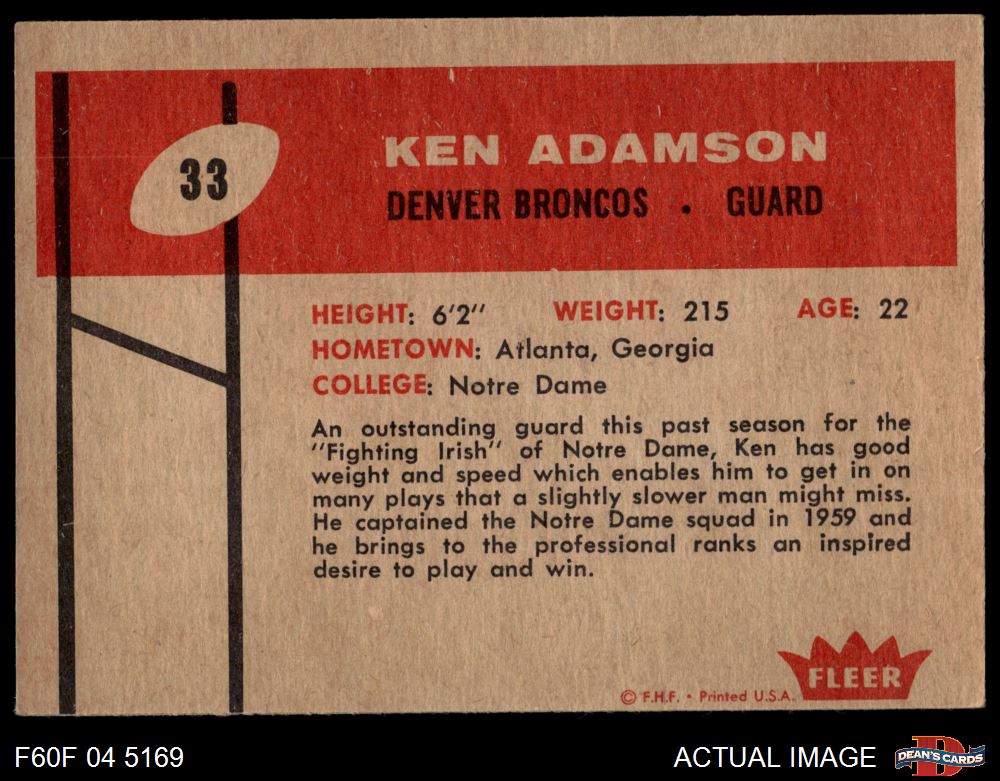 33
KEN ADAMSON
DENVER BRONCOS . GUARD
HEIGHT: 6'2" WEIGHT: 215 AGE: 22
HOMETOWN: Atlanta, Georgia
COLLEGE: Notre Dame
An outstanding guard this past season for the
"Fighting Irish" of Notre Dame, Ken has good
weight and speed which enables him to get in on
many plays that a slightly slower man might miss.
He captained the Notre Dame squad in 1959 and
he brings to the professional ranks an inspired
desire to play and win.
FLEER
© F.H.F. • Printed U.S.A.
F60F 04 5169
ACTUAL IMAGE
D
DEAN'S CARDS